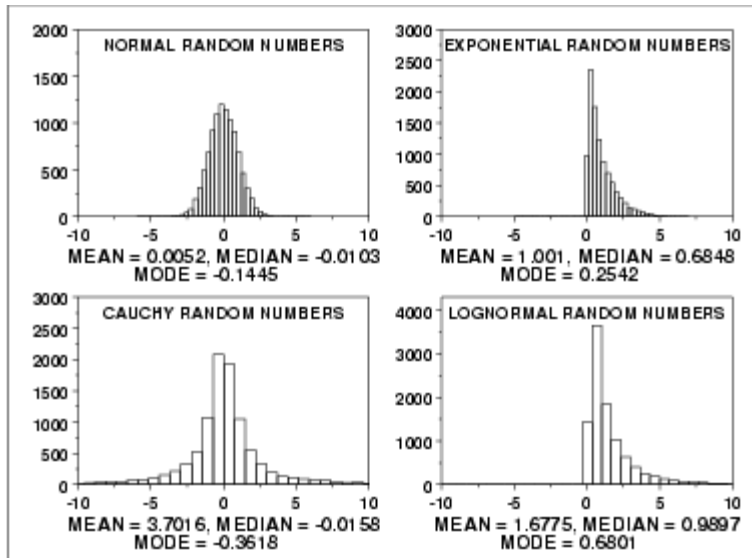 NORMAL RANDOM NUMBERS
2000
1500
1000
500
0
-10 -5 0 5 10
MEAN = 0.0052, MEDIAN = -0.0103
MODE = -0.1445
EXPONENTIAL RANDOM NUMBERS
3000
2500
2000
1500
1000
500
0
-10 -5 0 5 10
MEAN = 1.001, MEDIAN = 0.6848
MODE = 0.2542
CAUCHY RANDOM NUMBERS
3000
2500
2000
1500
1000
500
0
-10 -5 0 5 10
MEAN = 3.7016, MEDIAN = -0.0158
MODE = -0.3618
LOGNORMAL RANDOM NUMBERS
4000
3000
2000
1000
0
-10 -5 0 5 10
MEAN = 1.6775, MEDIAN = 0.9897
MODE = 0.6801